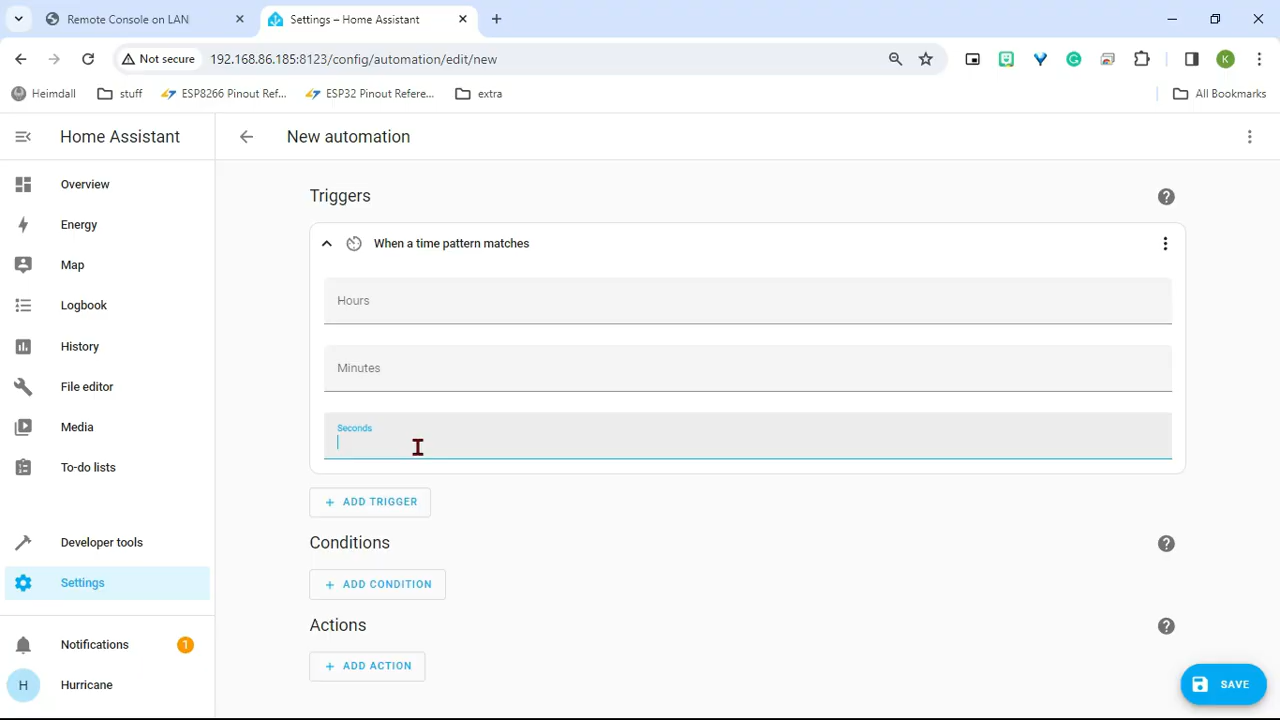 Remote Console on LAN
Settings – Home Assistant
Not secure
192.168.86.185:8123/config/automation/edit/new
K
Heimdall
stuff
ESP8266 Pinout Ref...
ESP32 Pinout Refere...
extra
All Bookmarks
Home Assistant
New automation
Overview
Energy
Map
Logbook
History
File editor
Media
To-do lists
Developer tools
Settings
Notifications
1
H
Hurricane
Triggers
When a time pattern matches
Hours
Minutes
Seconds
+ ADD TRIGGER
Conditions
+ ADD CONDITION
Actions
+ ADD ACTION
SAVE